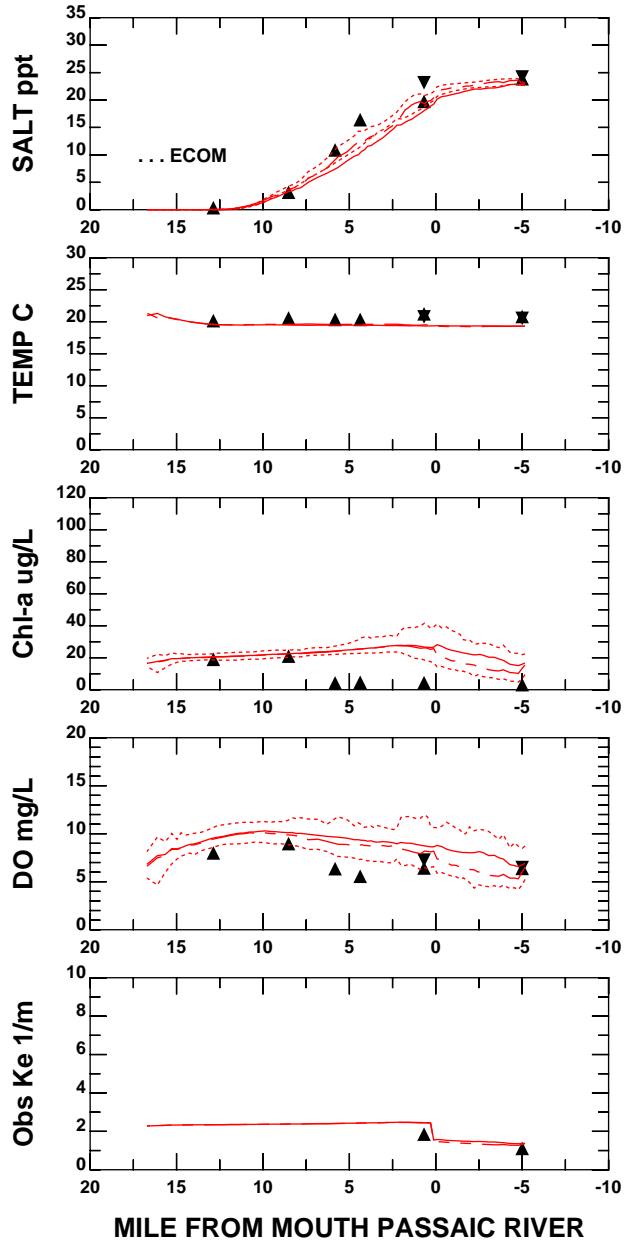 SALT ppt
35
30
25
20
15
10
5
0
. . . ECOM
20 15 10 5 0 -5 -10
TEMP C
30
25
20
15
10
5
0
20 15 10 5 0 -5 -10
Chl-a ug/L
120
100
80
60
40
20
0
20 15 10 5 0 -5 -10
DO mg/L
20
15
10
5
0
20 15 10 5 0 -5 -10
Obs Ke 1/m
10
8
6
4
2
0
20 15 10 5 0 -5 -10
MILE FROM MOUTH PASSAIC RIVER